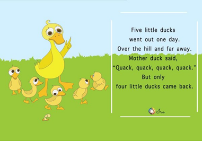 Five little ducks
went out one day.
Over the hill and far away.
Mother duck said,
"Quack, quack, quack, quack."
But only
four little ducks came back.